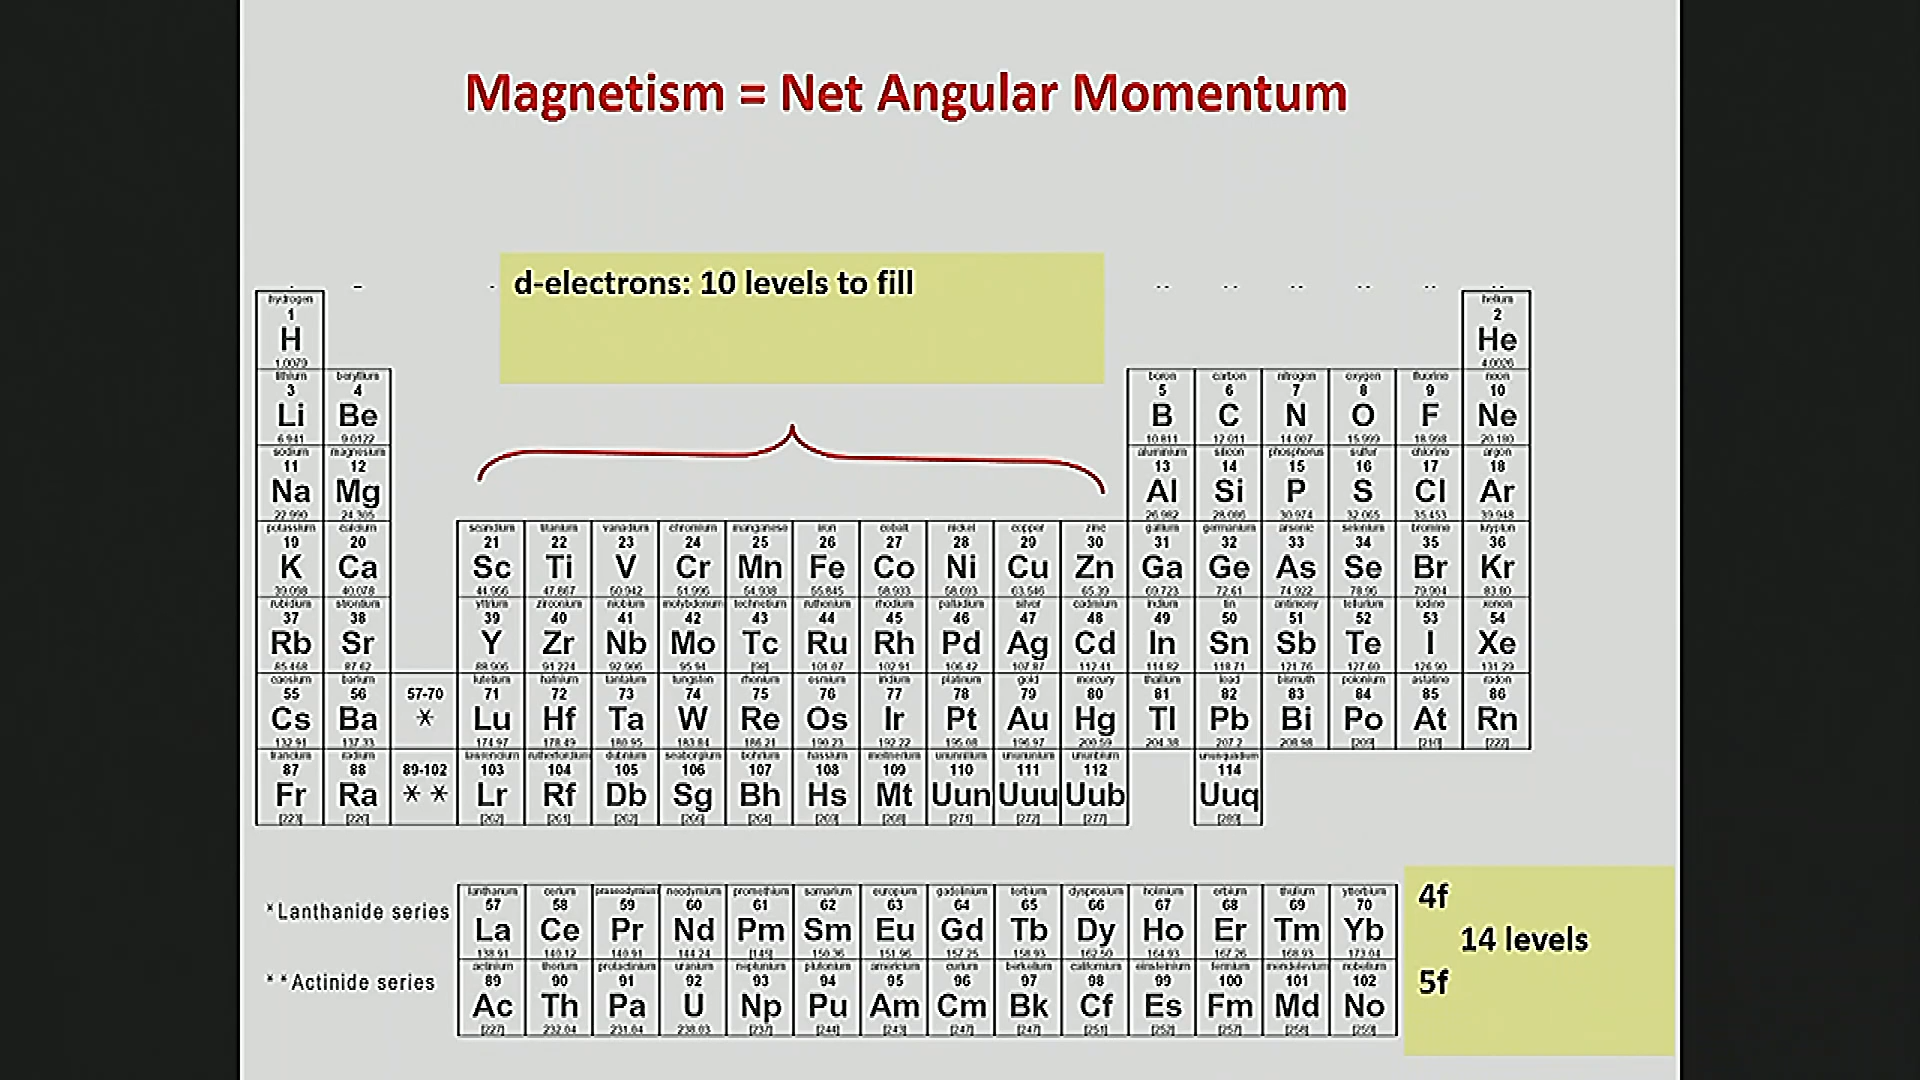 Magnetism = Net Angular Momentum
d-electrons: 10 levels to fill
hydrogen helium
1 2
H He
1.0079 4.0026
lithium beryllium boron carbon nitrogen oxygen fluorine neon
3 4 5 6 7 8 9 10
Li Be B C N O F Ne
6.941 9.0122 10.811 12.011 14.007 15.999 18.998 20.180
sodium magnesium aluminium silicon phosphorus sulfur chlorine argon
11 12 13 14 15 16 17 18
Na Mg Al Si P S Cl Ar
22.990 24.305 26.982 28.086 30.974 32.065 35.453 39.948
potassium calcium scandium titanium vanadium chromium manganese iron cobalt nickel copper zinc gallium germanium arsenic selenium bromine krypton
19 20 21 22 23 24 25 26 27 28 29 30 31 32 33 34 35 36
K Ca Sc Ti V Cr Mn Fe Co Ni Cu Zn Ga Ge As Se Br Kr
39.098 40.078 44.956 47.867 50.942 51.996 54.938 55.845 58.933 58.693 63.546 65.39 69.723 72.61 74.922 78.96 79.904 83.80
rubidium strontium yttrium zirconium niobium molybdenum technetium ruthenium rhodium palladium silver cadmium indium tin antimony tellurium iodine xenon
37 38 39 40 41 42 43 44 45 46 47 48 49 50 51 52 53 54
Rb Sr Y Zr Nb Mo Tc Ru Rh Pd Ag Cd In Sn Sb Te I Xe
85.468 87.62 88.906 91.224 92.906 95.94 [98] 101.07 102.91 106.42 107.87 112.41 114.82 118.71 121.76 127.60 126.90 131.29
caesium barium lutetium hafnium tantalum tungsten rhenium osmium iridium platinum gold mercury thallium lead bismuth polonium astatine radon
55 56 57-70 71 72 73 74 75 76 77 78 79 80 81 82 83 84 85 86
Cs Ba * Lu Hf Ta W Re Os Ir Pt Au Hg Tl Pb Bi Po At Rn
132.91 137.33 174.97 178.49 180.95 183.84 186.21 190.23 192.22 195.08 196.97 200.59 204.38 207.2 208.98 [209] [210] [222]
francium radium lawrencium rutherfordium dubnium seaborgium bohrium hassium meitnerium ununnilium unununium ununbium ununquadium
87 88 89-102 103 104 105 106 107 108 109 110 111 112 114
Fr Ra * * Lr Rf Db Sg Bh Hs Mt Uun Uuu Uub Uuq
[223] [226] [262] [261] [262] [266] [264] [269] [268] [271] [272] [277] [289]
*Lanthanide series
lanthanum cerium praseodymium neodymium promethium samarium europium gadolinium terbium dysprosium holmium erbium thulium ytterbium
57 58 59 60 61 62 63 64 65 66 67 68 69 70
La Ce Pr Nd Pm Sm Eu Gd Tb Dy Ho Er Tm Yb
138.91 140.12 140.91 144.24 [145] 150.36 151.96 157.25 158.93 162.50 164.93 167.26 168.93 173.04
**Actinide series
actinium thorium protactinium uranium neptunium plutonium americium curium berkelium californium einsteinium fermium mendelevium nobelium
89 90 91 92 93 94 95 96 97 98 99 100 101 102
Ac Th Pa U Np Pu Am Cm Bk Cf Es Fm Md No
[227] 232.04 231.04 238.03 [237] [244] [243] [247] [247] [251] [252] [257] [258] [259]
4f
14 levels
5f